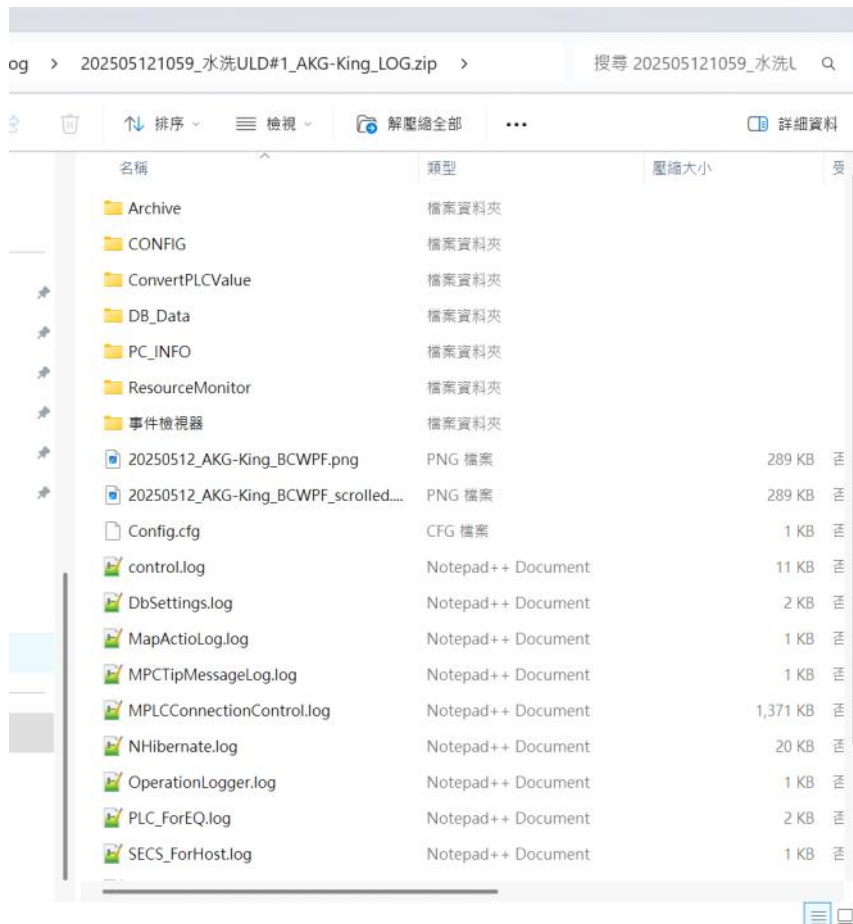 og > 202505121059_水洗ULD#1_AKG-King_LOG.zip > 搜尋 202505121059_水洗U
排序 檢視 解壓縮全部 ... 詳細資料
名稱 類型 壓縮大小 受
Archive 檔案資料夾
CONFIG 檔案資料夾
ConvertPLCValue 檔案資料夾
DB_Data 檔案資料夾
PC_INFO 檔案資料夾
ResourceMonitor 檔案資料夾
事件檢視器 檔案資料夾
20250512_AKG-King_BCWPF.png PNG 檔案 289 KB 否
20250512_AKG-King_BCWPF_scrolled.... PNG 檔案 289 KB 否
Config.cfg CFG 檔案 1 KB 否
control.log Notepad++ Document 11 KB 否
DbSettings.log Notepad++ Document 2 KB 否
MapActioLog.log Notepad++ Document 1 KB 否
MPCTipMessageLog.log Notepad++ Document 1 KB 否
MPLCConnectionControl.log Notepad++ Document 1,371 KB 否
NHibernate.log Notepad++ Document 20 KB 否
OperationLogger.log Notepad++ Document 1 KB 否
PLC_ForEQ.log Notepad++ Document 2 KB 否
SECS_ForHost.log Notepad++ Document 1 KB 否